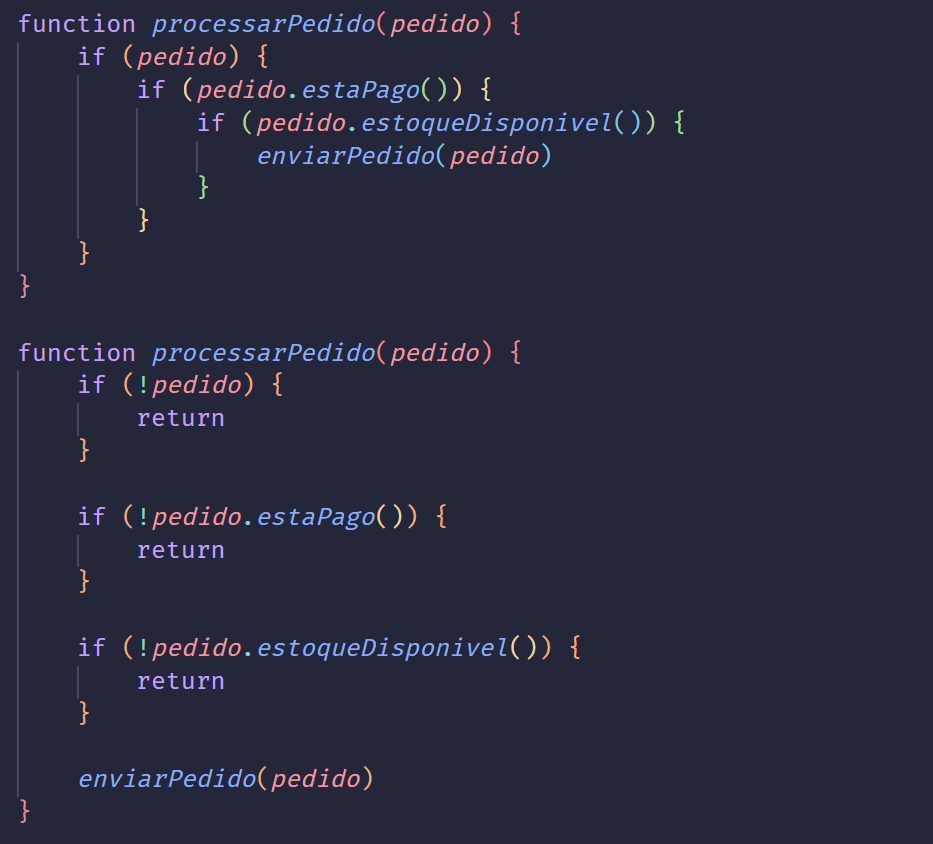 function processarPedido(pedido) {
    if (pedido) {
        if (pedido.estaPago()) {
            if (pedido.estoqueDisponivel()) {
                enviarPedido(pedido)
            }
        }
    }
}

function processarPedido(pedido) {
    if (!pedido) {
        return
    }

    if (!pedido.estaPago()) {
        return
    }

    if (!pedido.estoqueDisponivel()) {
        return
    }

    enviarPedido(pedido)
}